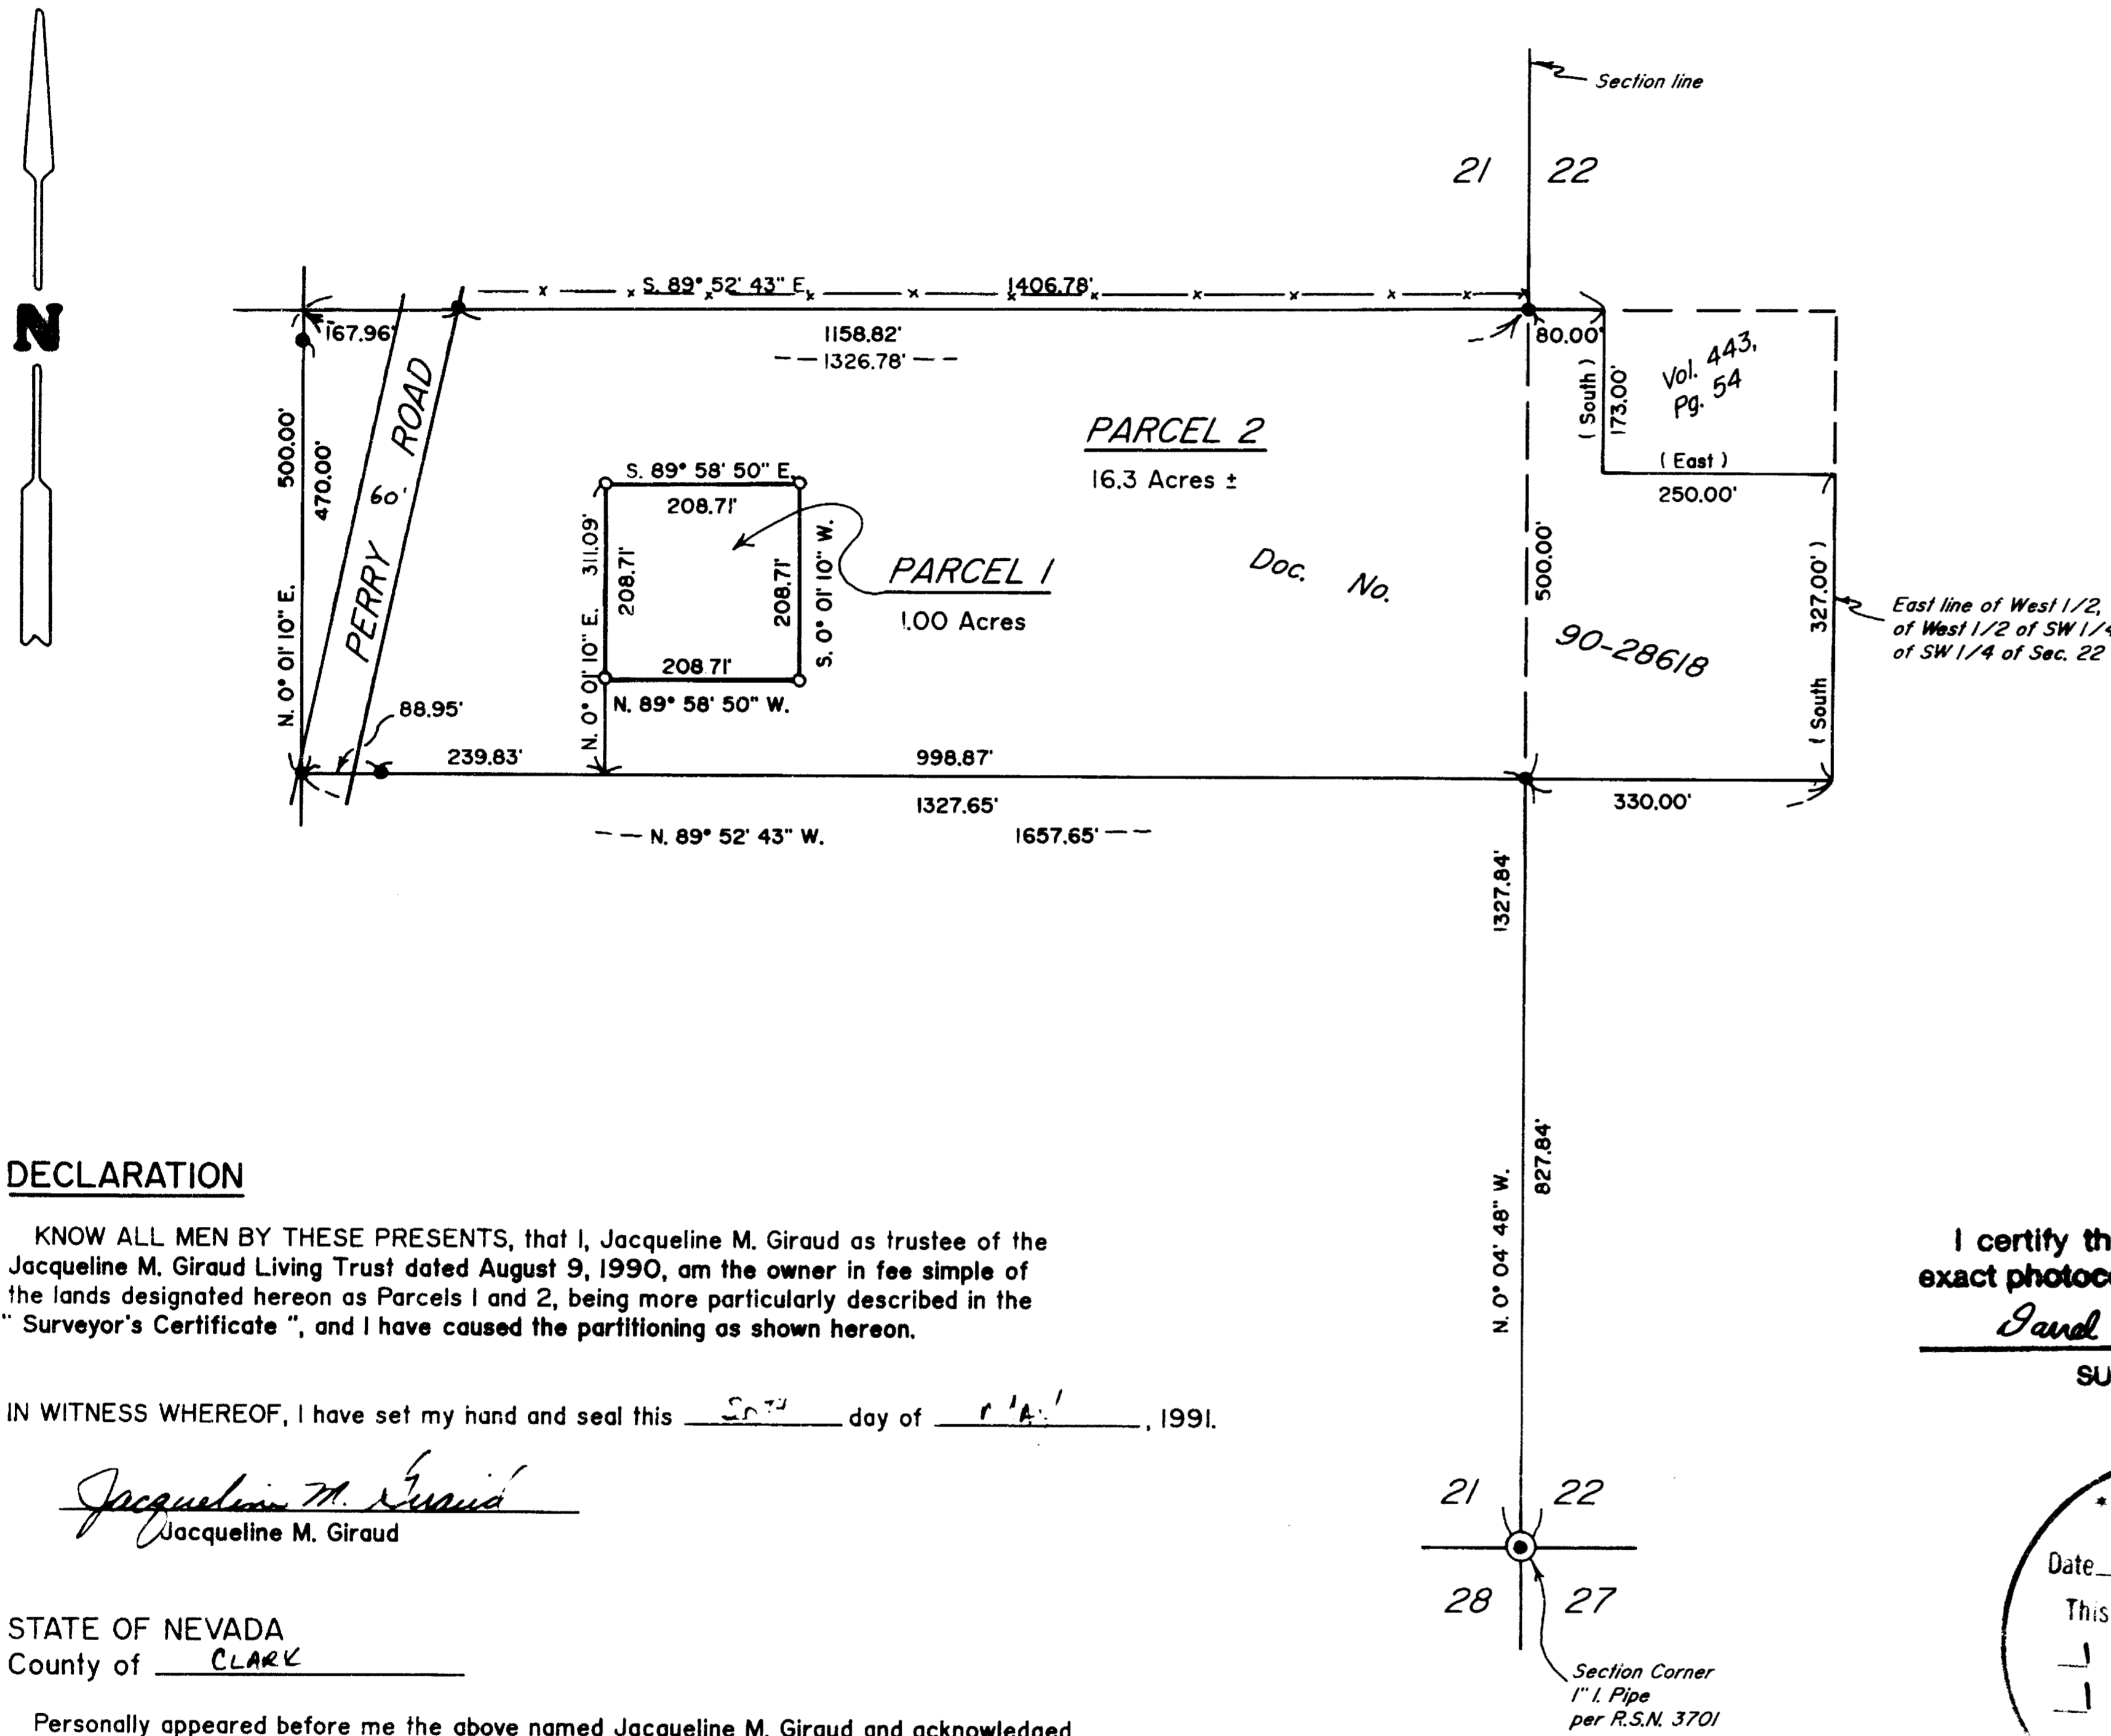 Section line
21 22
N
S. 89° 52' 43" E. 1406.78'
167.96' 1158.82' 80.00'
— — 1326.78' — —
Vol. 443,
Pg. 54
( South )
173.00'
500.00'
470.00'
N. 0° 01' 10" E.
PERRY 60' ROAD
PARCEL 2
16.3 Acres ±
( East )
250.00'
S. 89° 58' 50" E.
208.71'
N. 0° 01' 10" E. 311.09'
208.71'
208.71'
S. 0° 01' 10" W.
208.71'
N. 89° 58' 50" W.
PARCEL 1
1.00 Acres
Doc. No.
90-28618
500.00'
( South 327.00' )
East line of West 1/2,
of West 1/2 of SW 1/4
of SW 1/4 of Sec. 22
88.95'
239.83' 998.87'
1327.65' 330.00'
— — N. 89° 52' 43" W. 1657.65' — —
1327.84'
N. 0° 04' 48" W.
827.84'
DECLARATION
KNOW ALL MEN BY THESE PRESENTS, that I, Jacqueline M. Giraud as trustee of the
Jacqueline M. Giraud Living Trust dated August 9, 1990, am the owner in fee simple of
the lands designated hereon as Parcels 1 and 2, being more particularly described in the
" Surveyor's Certificate ", and I have caused the partitioning as shown hereon.
IN WITNESS WHEREOF, I have set my hand and seal this day of , 1991.
Jacqueline M. Giraud
Jacqueline M. Giraud
STATE OF NEVADA
County of CLARK
Personally appeared before me the above named Jacqueline M. Giraud and acknowledged
21 22
28 27
Section Corner
1" I. Pipe
per R.S.N. 3701
I certify th
exact photoc
SU
Date
This
1
1